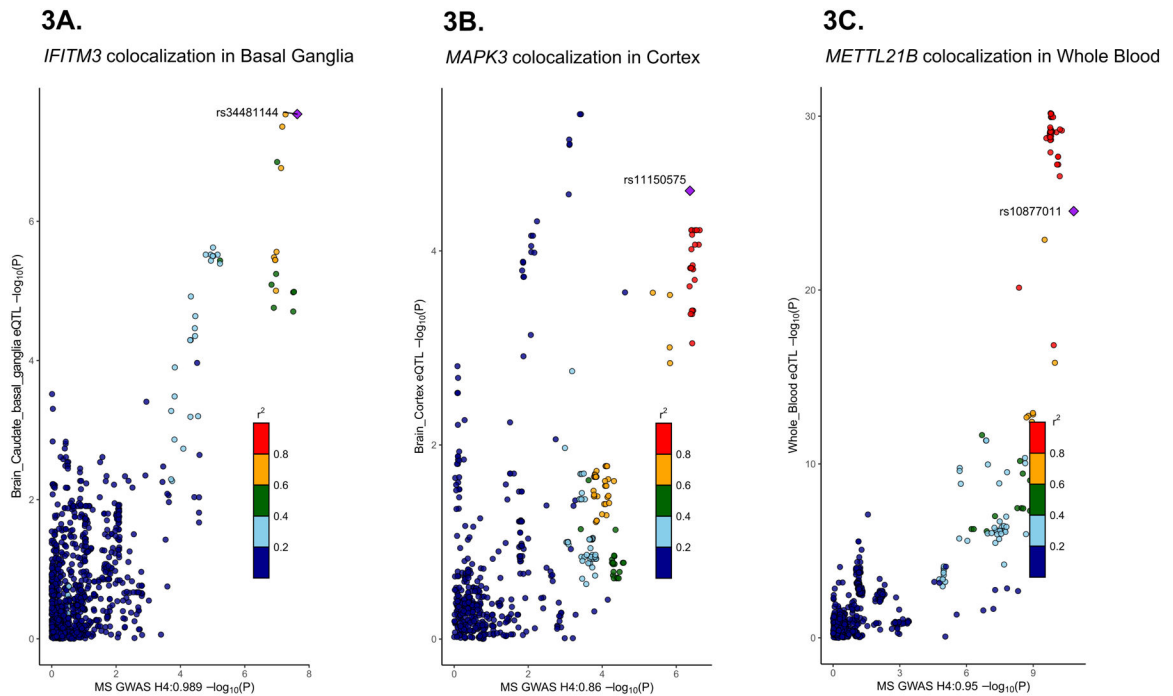 3A.
IFITM3 colocalization in Basal Ganglia
rs34481144
Brain_Caudate_basal_ganglia eQTL −log10(P)
6
4
2
0
0
2
4
6
8
r2
0.8
0.6
0.4
0.2
MS GWAS H4:0.989 −log10(P)
3B.
MAPK3 colocalization in Cortex
rs11150575
Brain_Cortex eQTL −log10(P)
4
2
0
0
2
4
6
r2
0.8
0.6
0.4
0.2
MS GWAS H4:0.86 −log10(P)
3C.
METTL21B colocalization in Whole Blood
rs10877011
Whole_Blood eQTL −log10(P)
30
20
10
0
0
3
6
9
r2
0.8
0.6
0.4
0.2
MS GWAS H4:0.95 −log10(P)